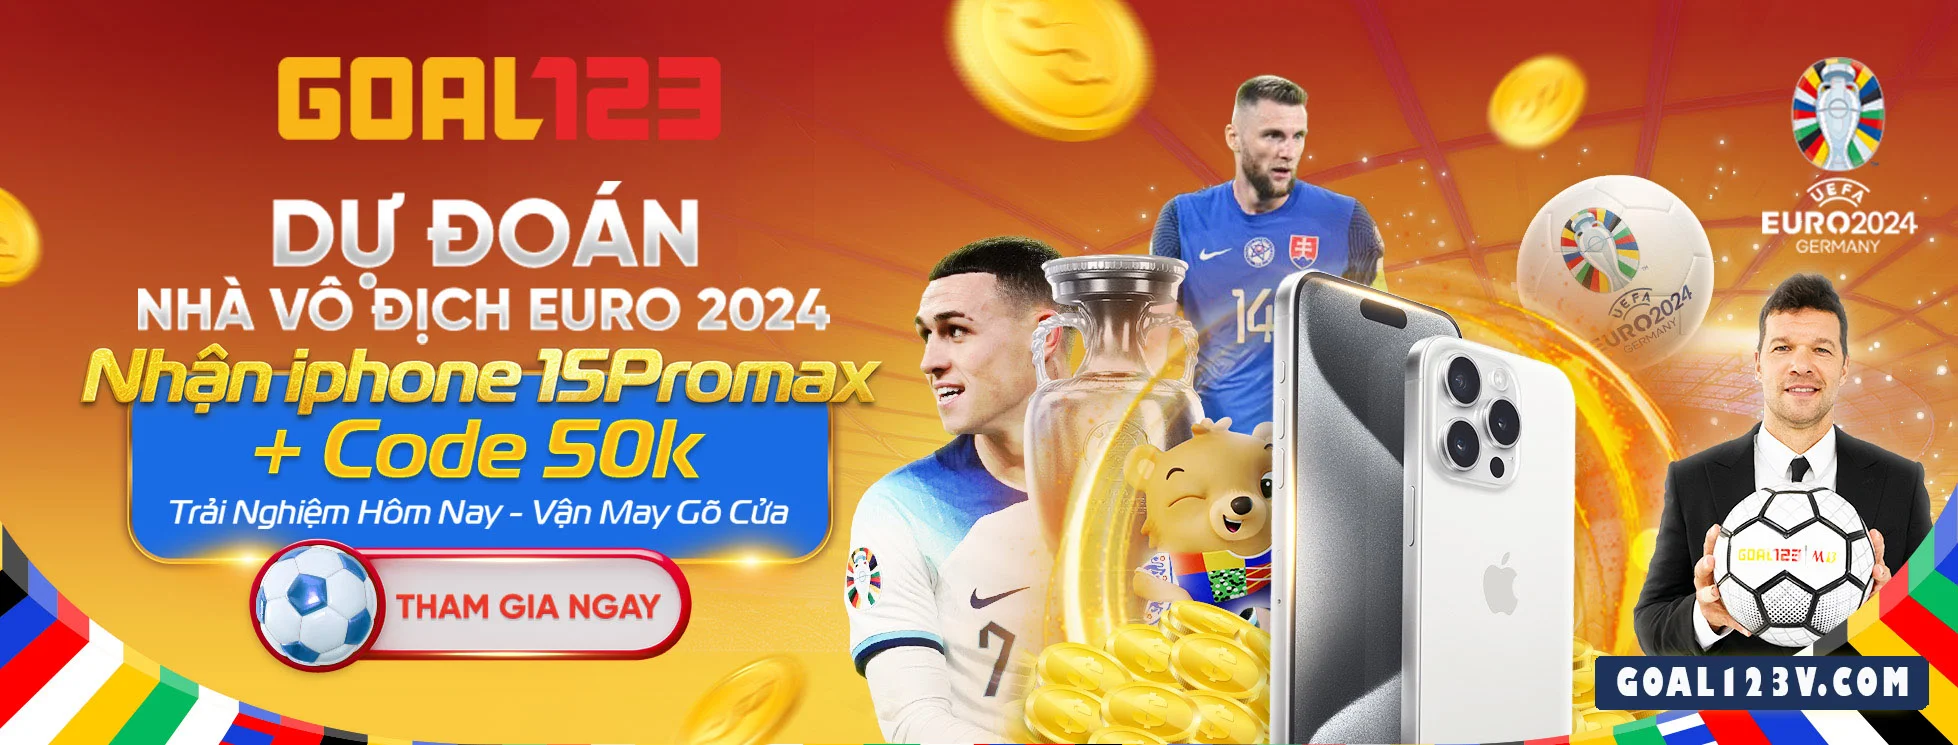 GOAL123
DỰ ĐOÁN
NHÀ VÔ ĐỊCH EURO 2024
Nhận iphone 15Promax
+ Code 50k
Trải Nghiệm Hôm Nay - Vận May Gõ Cửa
THAM GIA NGAY
14
7
UEFA
EURO2024
GERMANY
UEFA
EURO2024
GERMANY
GOAL123 | MB
GOAL123V.COM